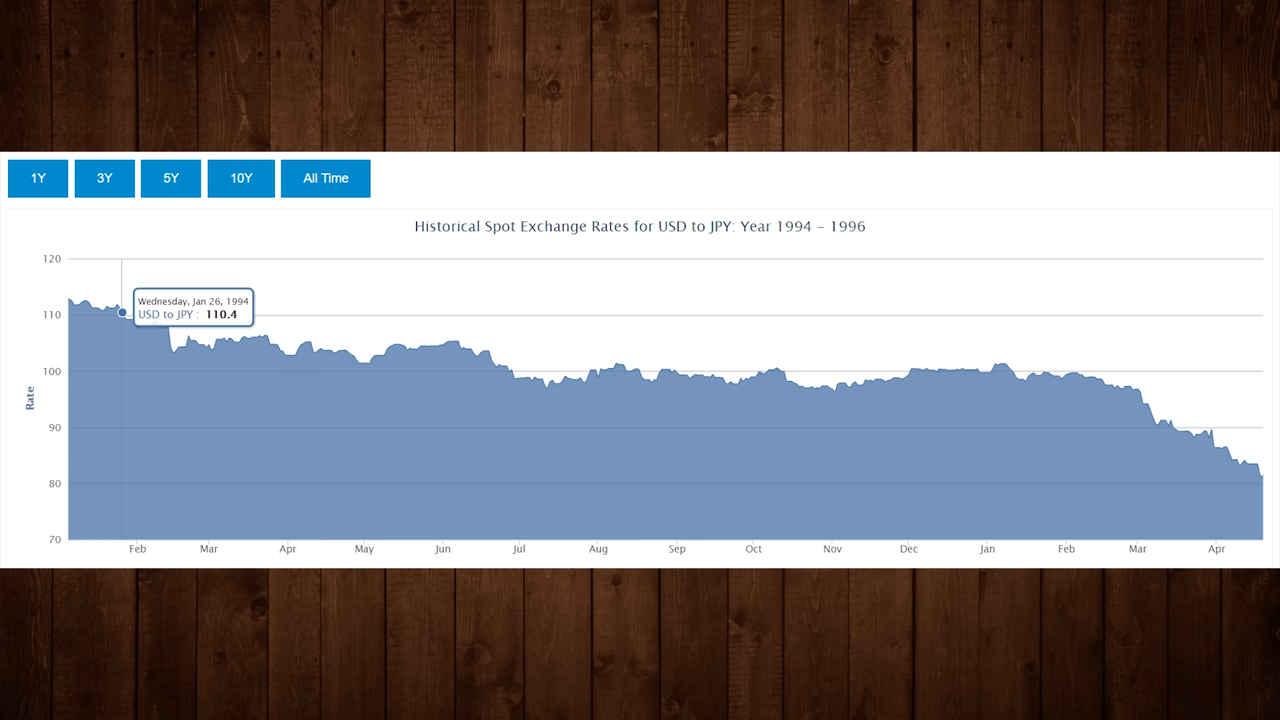 1Y 3Y 5Y 10Y All Time
Historical Spot Exchange Rates for USD to JPY: Year 1994 – 1996
120
Wednesday, Jan 26, 1994
USD to JPY : 110.4
110
100
Rate
90
80
70
Feb Mar Apr May Jun Jul Aug Sep Oct Nov Dec Jan Feb Mar Apr